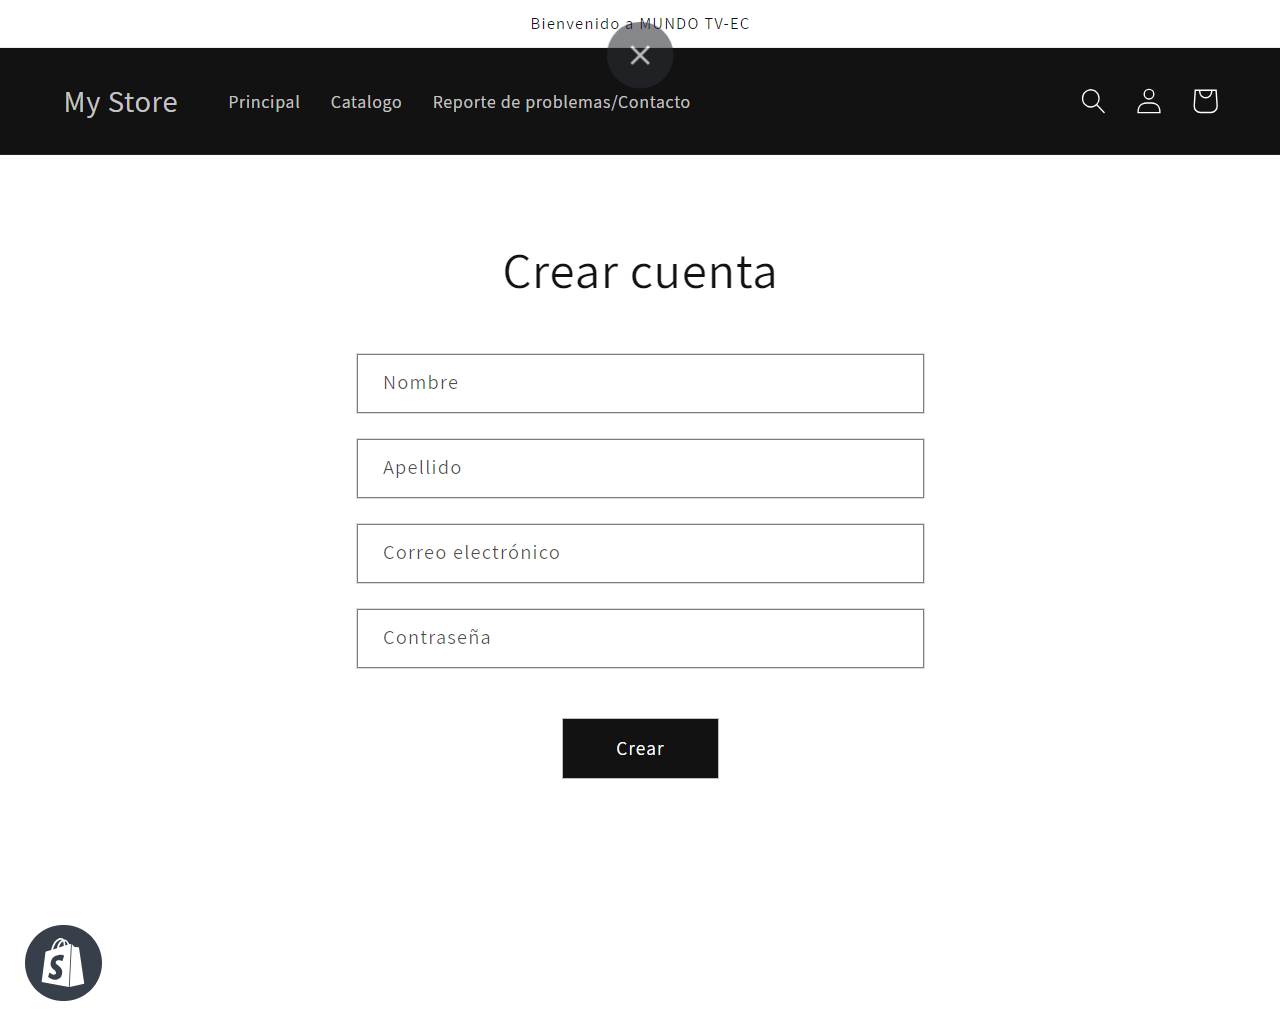 Bienvenido a MUNDO TV-EC
My Store
Principal
Catalogo
Reporte de problemas/Contacto
Crear cuenta
Nombre
Apellido
Correo electrónico
Contraseña
Crear
S